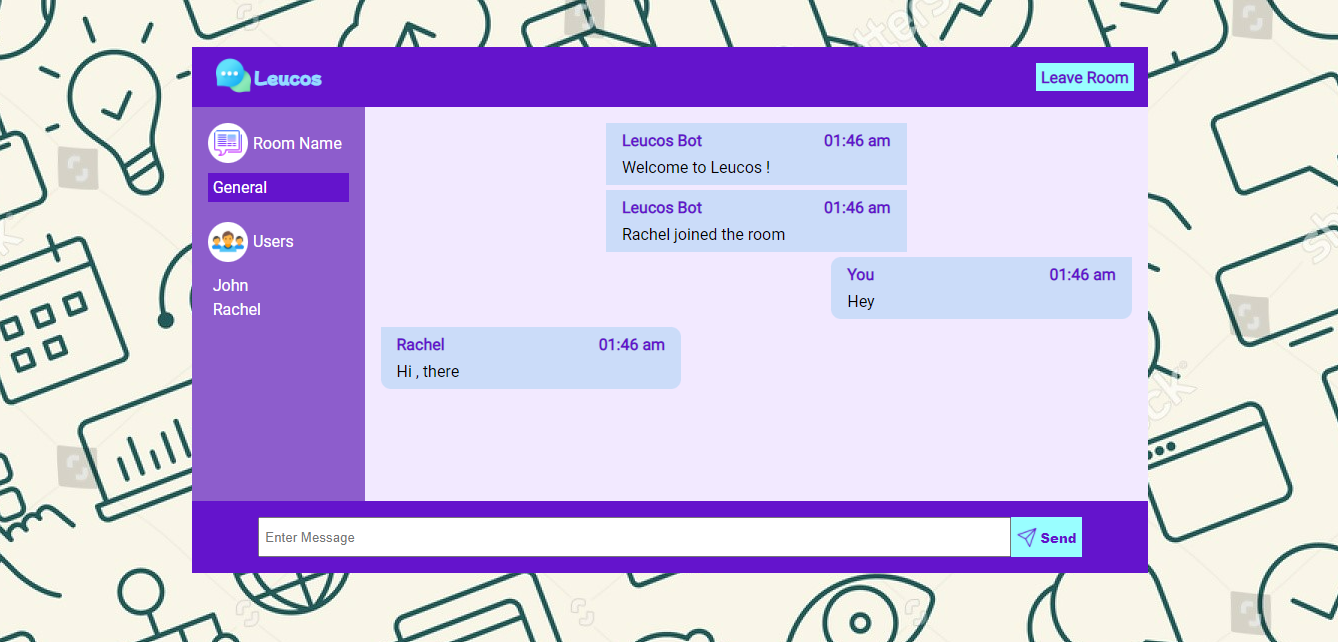 Leucos
Leave Room
Room Name
General
Users
John
Rachel
Leucos Bot 01:46 am
Welcome to Leucos !
Leucos Bot 01:46 am
Rachel joined the room
You 01:46 am
Hey
Rachel 01:46 am
Hi , there
Enter Message
Send